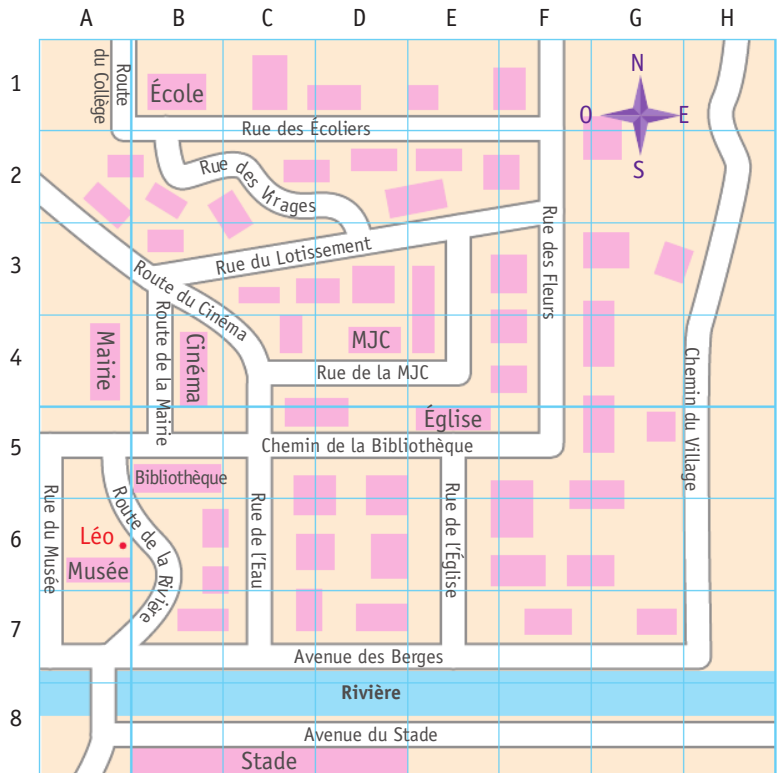 A B C D E F G H
1
Route
du Collège
École
N
O E
S
Rue des Écoliers
2
Rue des Virages
3
Rue du Lotissement
Rue des Fleurs
Route du Cinéma
4
Mairie
Route de la Mairie
Cinéma
MJC
Rue de la MJC
Chemin du Village
Église
5
Chemin de la Bibliothèque
Bibliothèque
6
Rue du Musée
Route de la Rivière
Léo
Musée
Rue de l'Eau
Rue de l'Église
7
Avenue des Berges
Rivière
8
Avenue du Stade
Stade